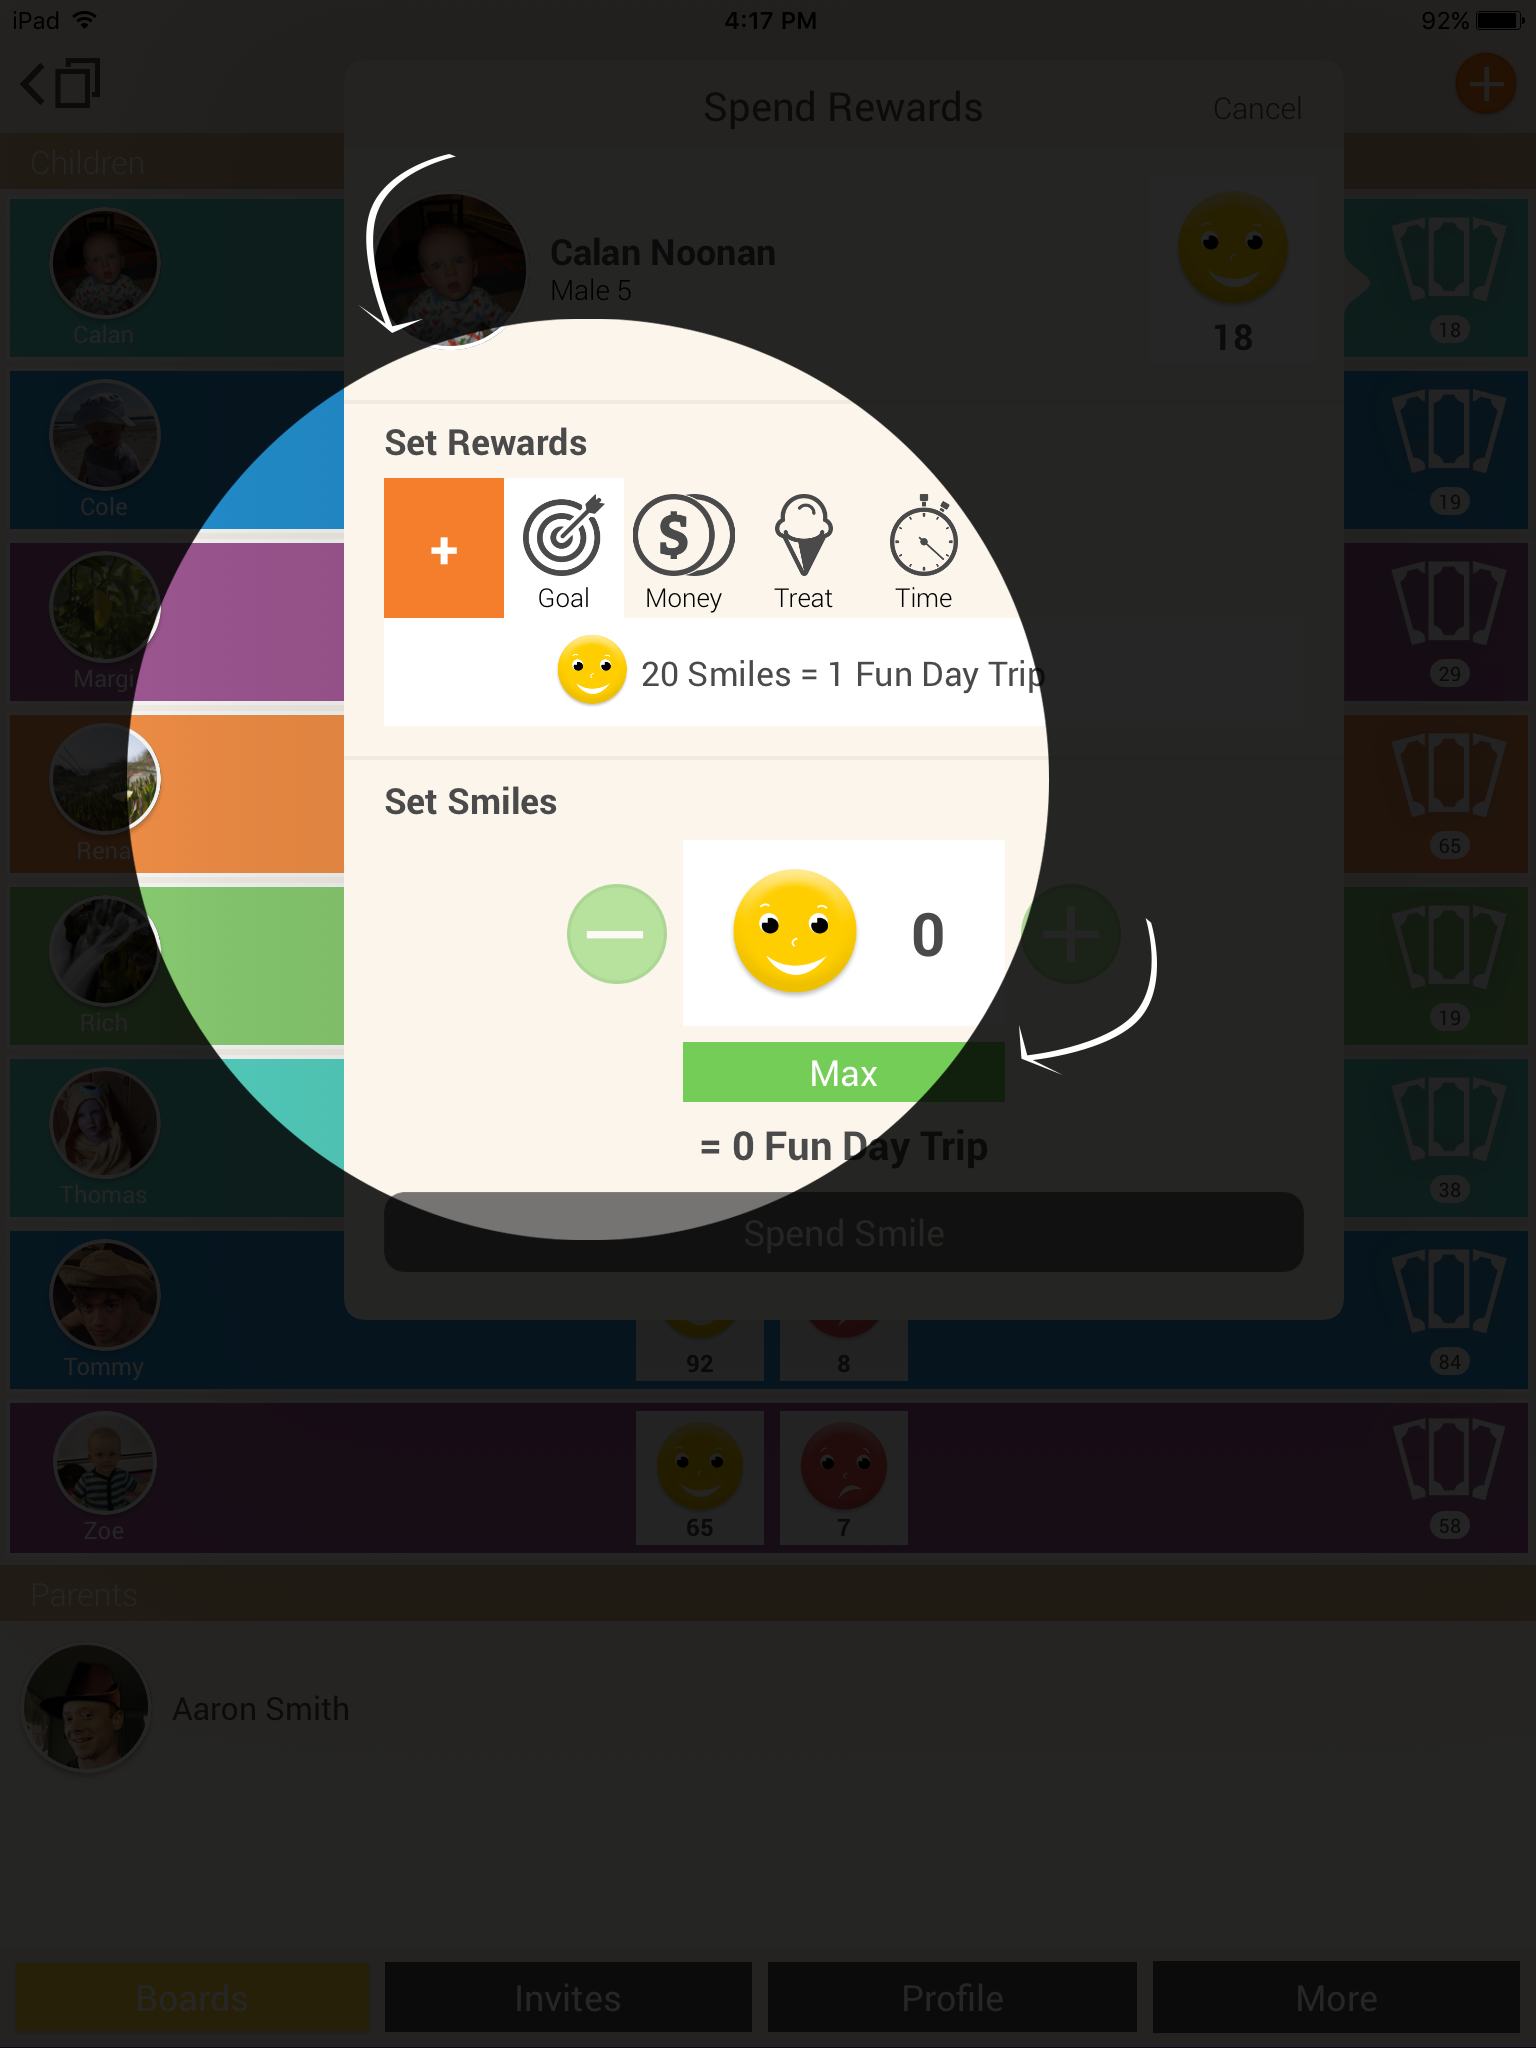 iPad 4:17 PM 92%
Spend Rewards Cancel
Children
Calan Noonan
Male 5
18
Calan 18
Set Rewards
+ Goal $ Money Treat Time
Cole 19
20 Smiles = 1 Fun Day Trip
Margi 29
Set Smiles
Rena 65
0
Max
Rich 19
= 0 Fun Day Trip
Thomas 38
Spend Smile
Tommy 92 8 84
Zoe 65 7 58
Parents
Aaron Smith
Boards Invites Profile More